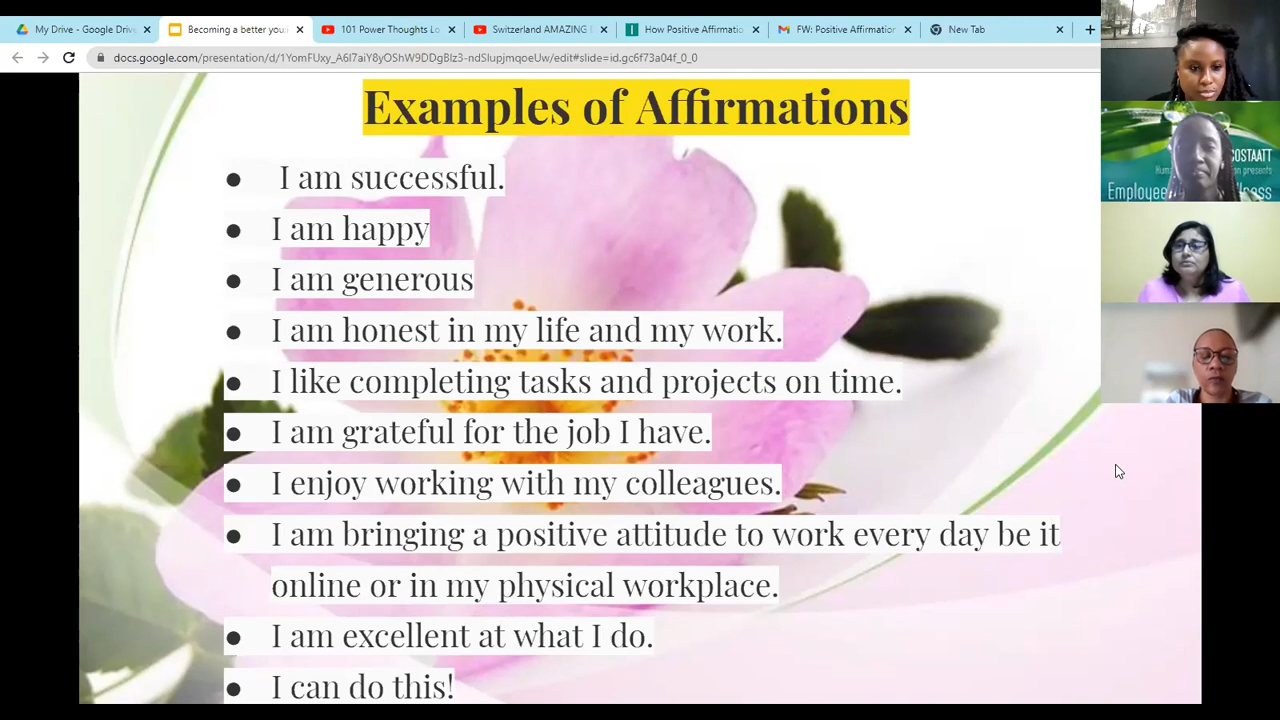 My Drive - Google Drive
Becoming a better you
101 Power Thoughts Lo
Switzerland AMAZING
How Positive Affirmatio
FW: Positive Affirmation
New Tab
docs.google.com/presentation/d/1YomFUxy_A6I7aiY8yOShW9DDgBlz3-ndSlupjmqoeUw/edit#slide=id.gc6f73a04f_0_0
Examples of Affirmations
● I am successful.
● I am happy
● I am generous
● I am honest in my life and my work.
● I like completing tasks and projects on time.
● I am grateful for the job I have.
● I enjoy working with my colleagues.
● I am bringing a positive attitude to work every day be it
online or in my physical workplace.
● I am excellent at what I do.
● I can do this!
COSTAATT
presents
Employee